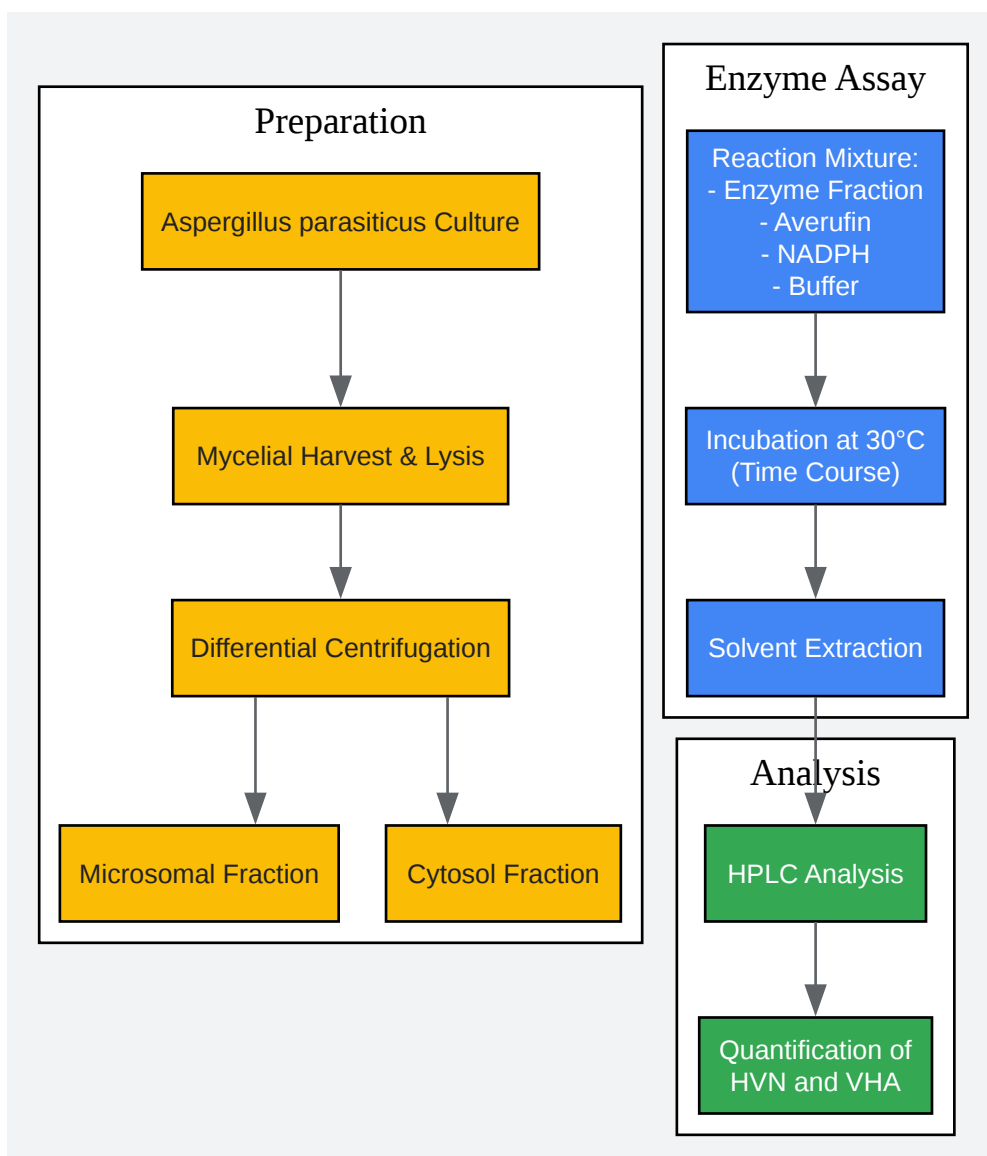 Preparation
Aspergillus parasiticus Culture
Mycelial Harvest & Lysis
Differential Centrifugation
Microsomal Fraction
Cytosol Fraction
Enzyme Assay
Reaction Mixture:
- Enzyme Fraction
- Averufin
- NADPH
- Buffer
Incubation at 30°C
(Time Course)
Solvent Extraction
Analysis
HPLC Analysis
Quantification of
HVN and VHA